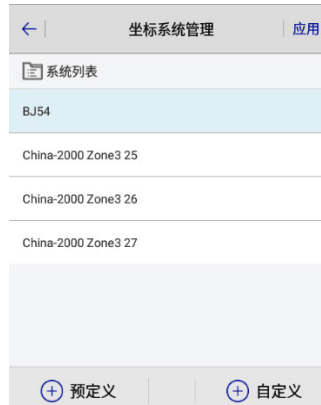 坐标系统管理 应用
系统列表
BJ54
China-2000 Zone3 25
China-2000 Zone3 26
China-2000 Zone3 27
预定义 自定义